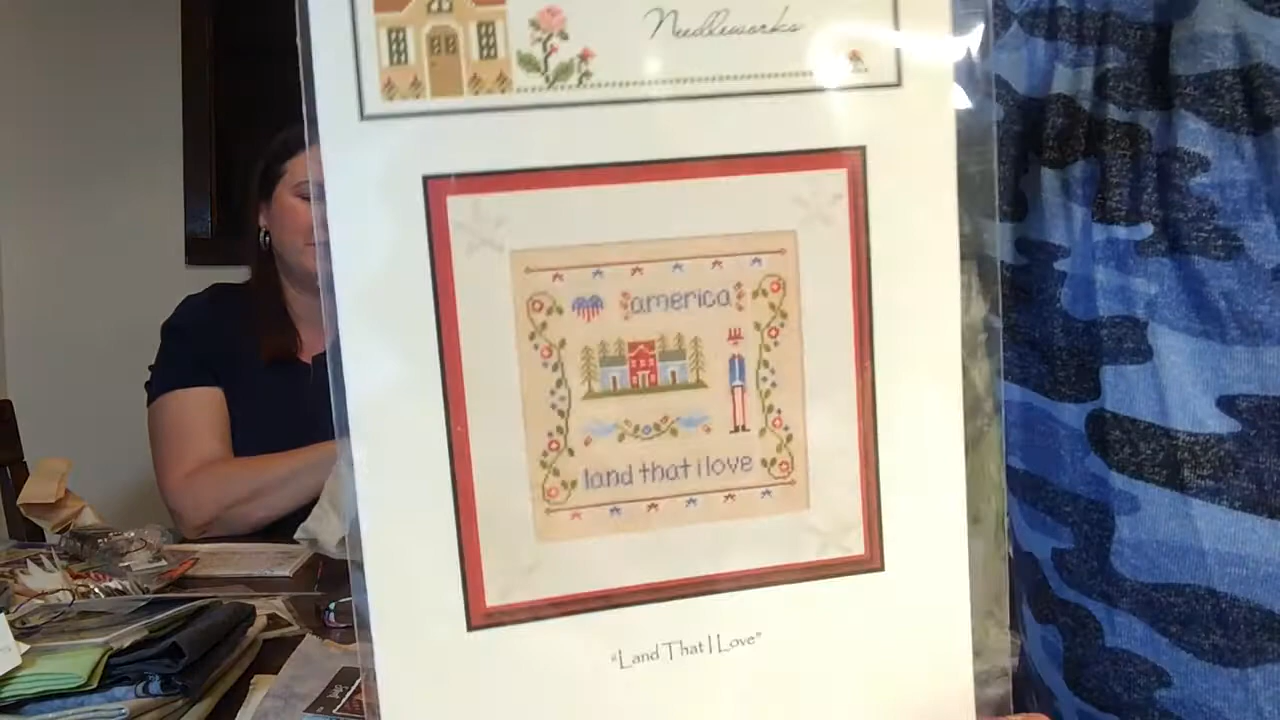 Needleworks
america
land that i love
"Land That I Love"